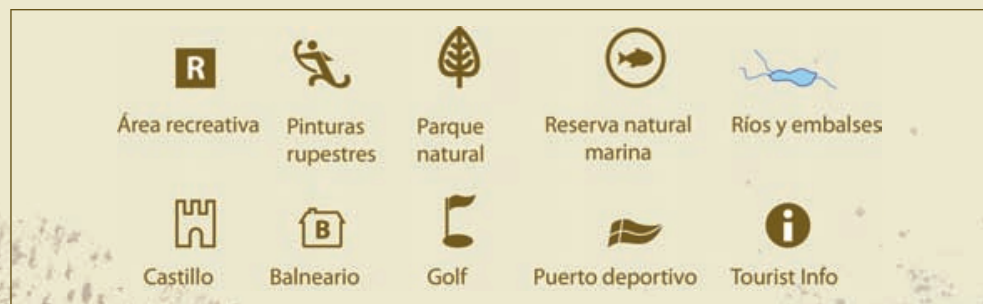 R
Área recreativa
Pinturas
rupestres
Parque
natural
Reserva natural
marina
Ríos y embalses
Castillo
B
Balneario
Golf
Puerto deportivo
i
Tourist Info